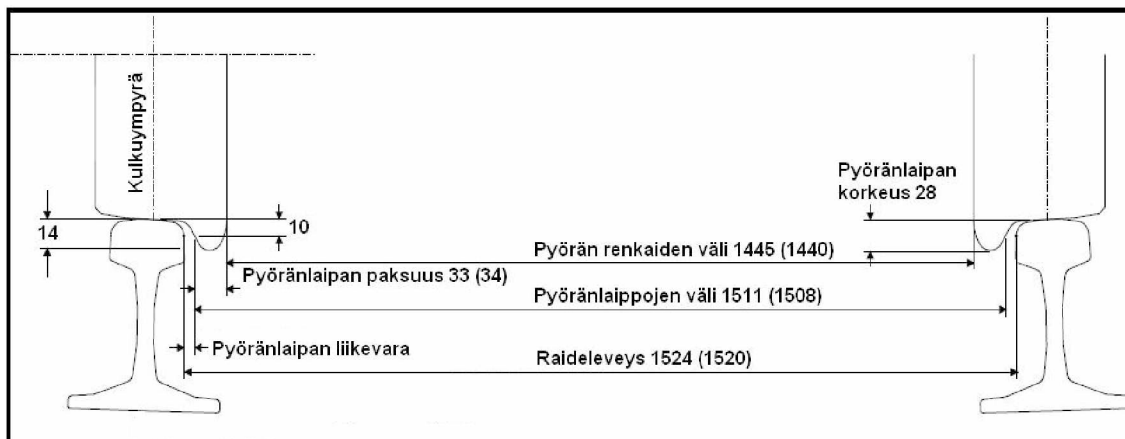 Kulkuympyrä
Pyöränlaipan
korkeus 28
14
10
Pyörän renkaiden väli 1445 (1440)
Pyöränlaipan paksuus 33 (34)
Pyöränlaippojen väli 1511 (1508)
Pyöränlaipan liikevara
Raideleveys 1524 (1520)